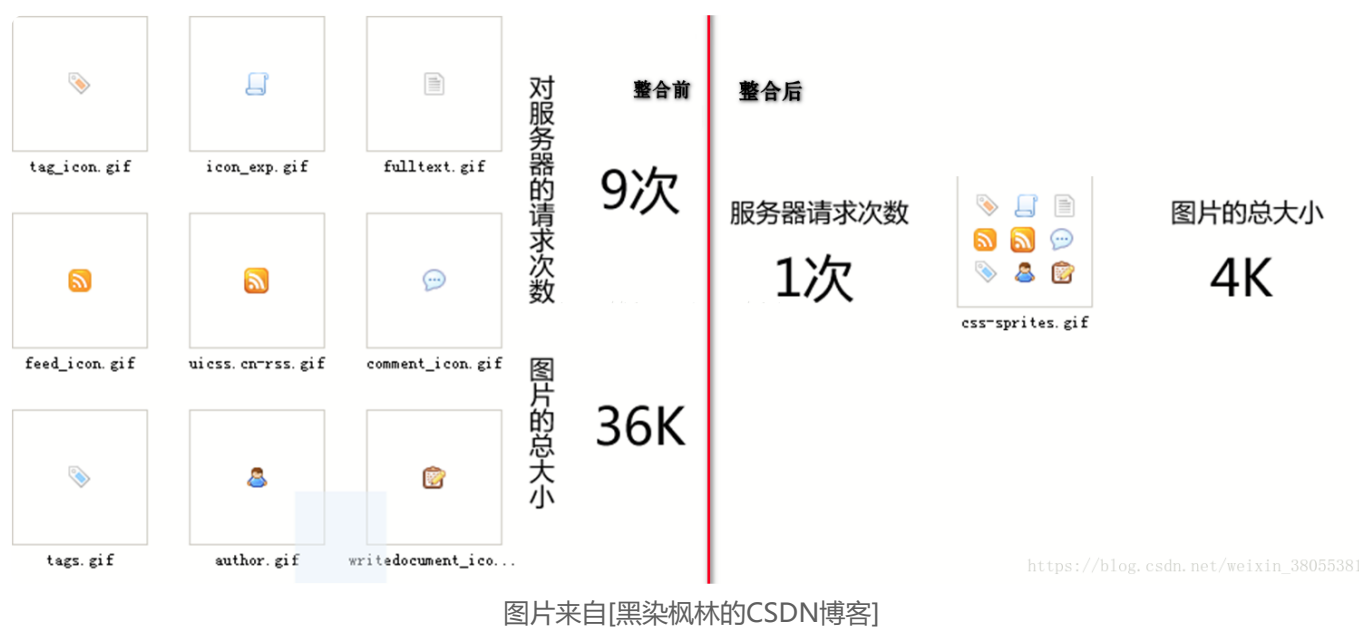 tag_icon.gif
icon_exp.gif
fulltext.gif
feed_icon.gif
uicss.cn-rss.gif
comment_icon.gif
tags.gif
author.gif
writedocument_ico...
对服务器的请求次数
整合前
9次
图片的总大小
36K
整合后
服务器请求次数
1次
css-sprites.gif
图片的总大小
4K
https://blog.csdn.net/weixin_38055381
图片来自[黑染枫林的CSDN博客]